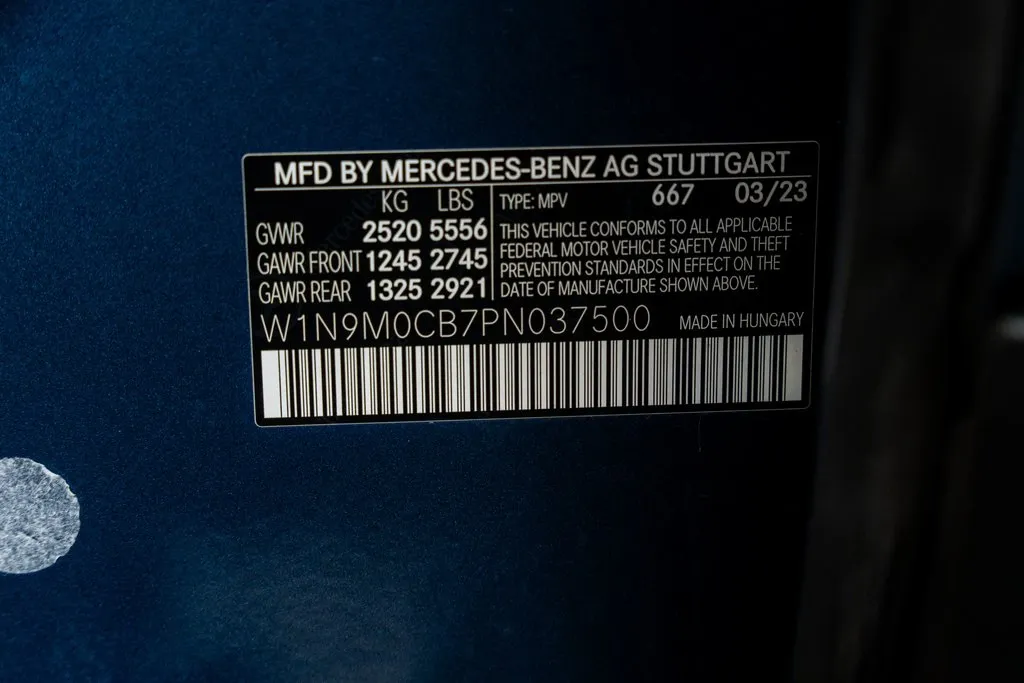 MFD BY MERCEDES-BENZ AG STUTTGART
KG LBS
GVWR 2520 5556
GAWR FRONT 1245 2745
GAWR REAR 1325 2921
TYPE: MPV 667 03/23
THIS VEHICLE CONFORMS TO ALL APPLICABLE
FEDERAL MOTOR VEHICLE SAFETY AND THEFT
PREVENTION STANDARDS IN EFFECT ON THE
DATE OF MANUFACTURE SHOWN ABOVE.
W1N9M0CB7PN037500 MADE IN HUNGARY